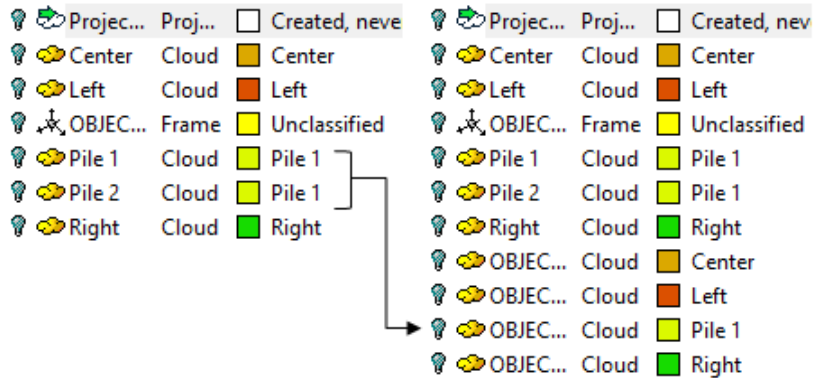 Projec... Proj... Created, neve
Center Cloud Center
Left Cloud Left
OBJEC... Frame Unclassified
Pile 1 Cloud Pile 1
Pile 2 Cloud Pile 1
Right Cloud Right
Projec... Proj... Created, nev
Center Cloud Center
Left Cloud Left
OBJEC... Frame Unclassified
Pile 1 Cloud Pile 1
Pile 2 Cloud Pile 1
Right Cloud Right
OBJEC... Cloud Center
OBJEC... Cloud Left
OBJEC... Cloud Pile 1
OBJEC... Cloud Right